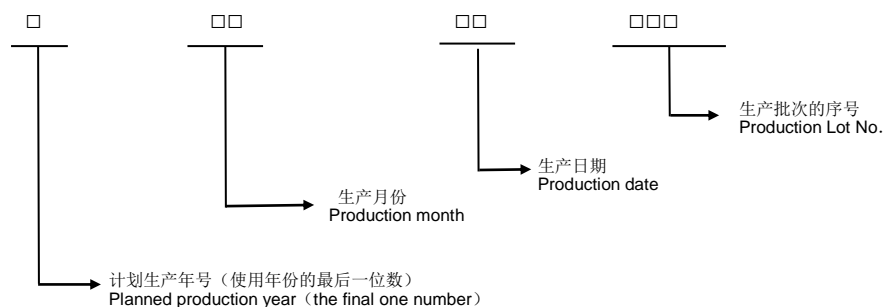 □ □□ □□ □□□
生产批次的序号
Production Lot No.
生产日期
Production date
生产月份
Production month
计划生产年号（使用年份的最后一位数）
Planned production year（the final one number）